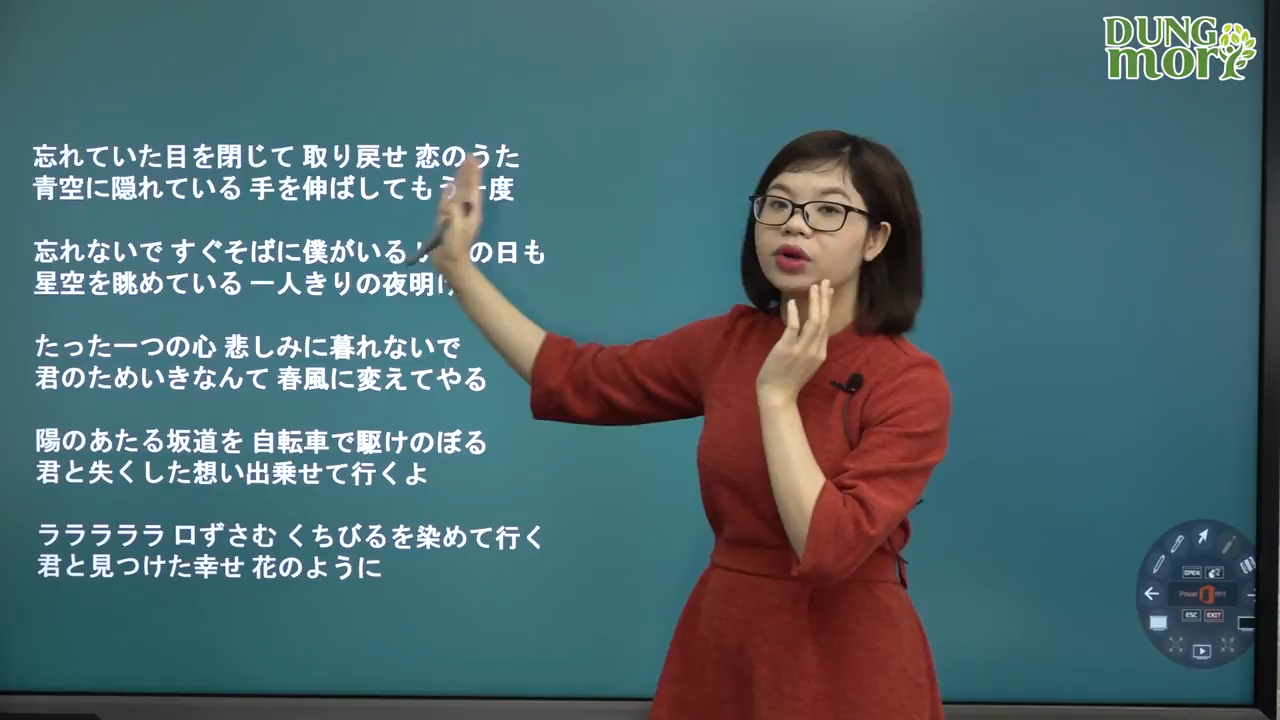 DUNG
mori
忘れていた目を閉じて 取り戻せ 恋のうた
青空に隠れている 手を伸ばしてもう一度
忘れないで すぐそばに僕がいる の日も
星空を眺めている 一人きりの夜明け
たった一つの心 悲しみに暮れないで
君のためいきなんて 春風に変えてやる
陽のあたる坂道を 自転車で駆けのぼる
君と失くした想い出乗せて行くよ
ラララララ 口ずさむ くちびるを染めて行く
君と見つけた幸せ 花のように
OPEN
Power PPT
ESC EXIT